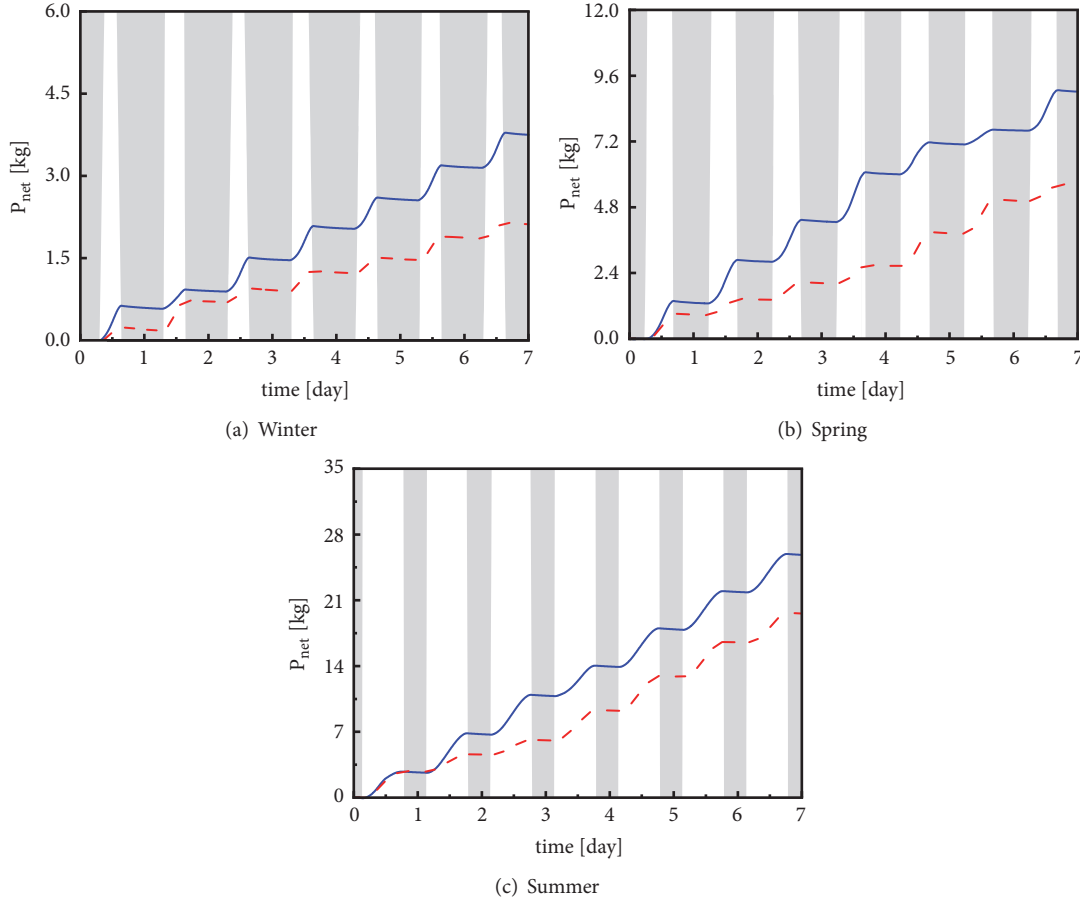 6.0
4.5
3.0
1.5
0.0
P_net [kg]
0 1 2 3 4 5 6 7
time [day]
(a) Winter
12.0
9.6
7.2
4.8
2.4
0.0
P_net [kg]
0 1 2 3 4 5 6 7
time [day]
(b) Spring
35
28
21
14
7
0
P_net [kg]
0 1 2 3 4 5 6 7
time [day]
(c) Summer